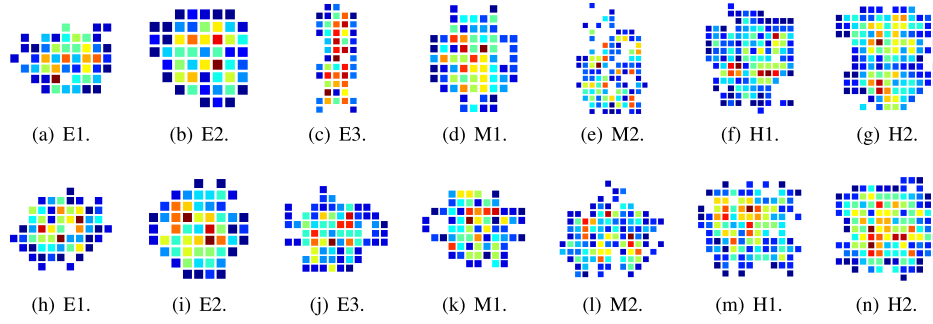 (a) E1. (b) E2. (c) E3. (d) M1. (e) M2. (f) H1. (g) H2.
(h) E1. (i) E2. (j) E3. (k) M1. (l) M2. (m) H1. (n) H2.